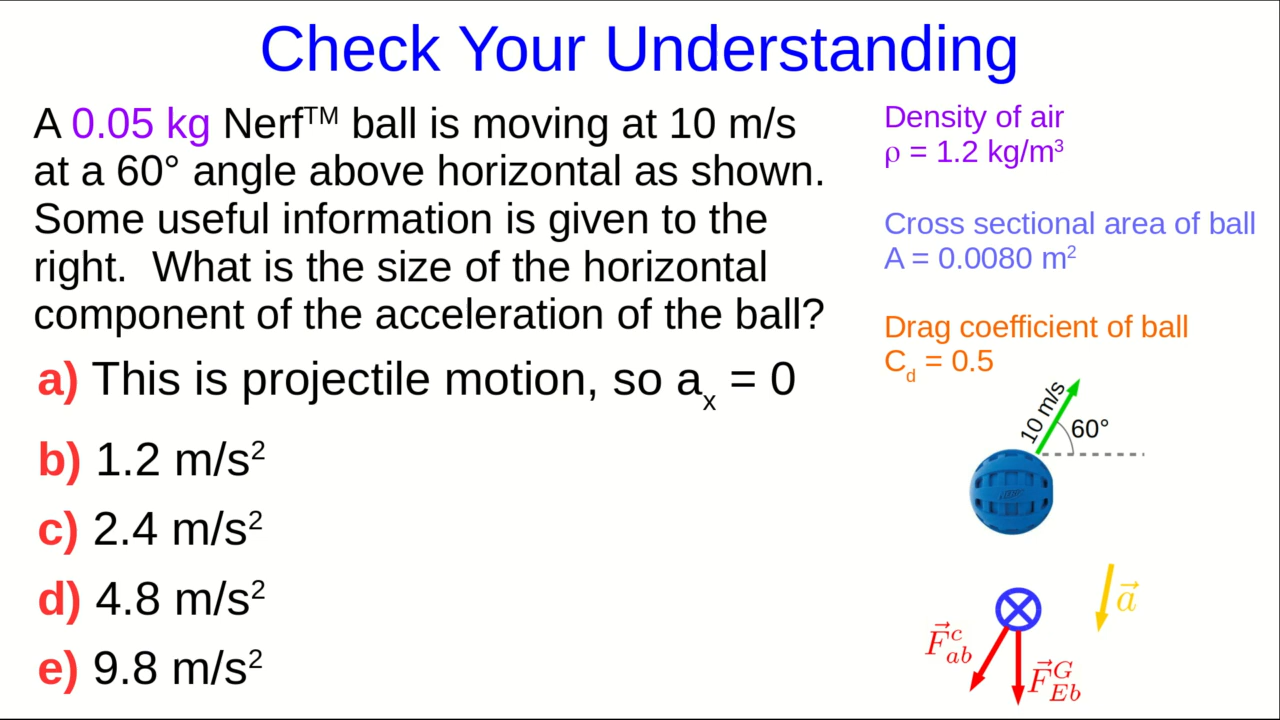 Check Your Understanding
A 0.05 kg Nerf™ ball is moving at 10 m/s
at a 60° angle above horizontal as shown.
Some useful information is given to the
right. What is the size of the horizontal
component of the acceleration of the ball?
a) This is projectile motion, so aₓ = 0
b) 1.2 m/s²
c) 2.4 m/s²
d) 4.8 m/s²
e) 9.8 m/s²
Density of air
ρ = 1.2 kg/m³
Cross sectional area of ball
A = 0.0080 m²
Drag coefficient of ball
C_d = 0.5
10 m/s
60°
NERF
a⃗
F⃗^c_ab
F⃗^G_Eb